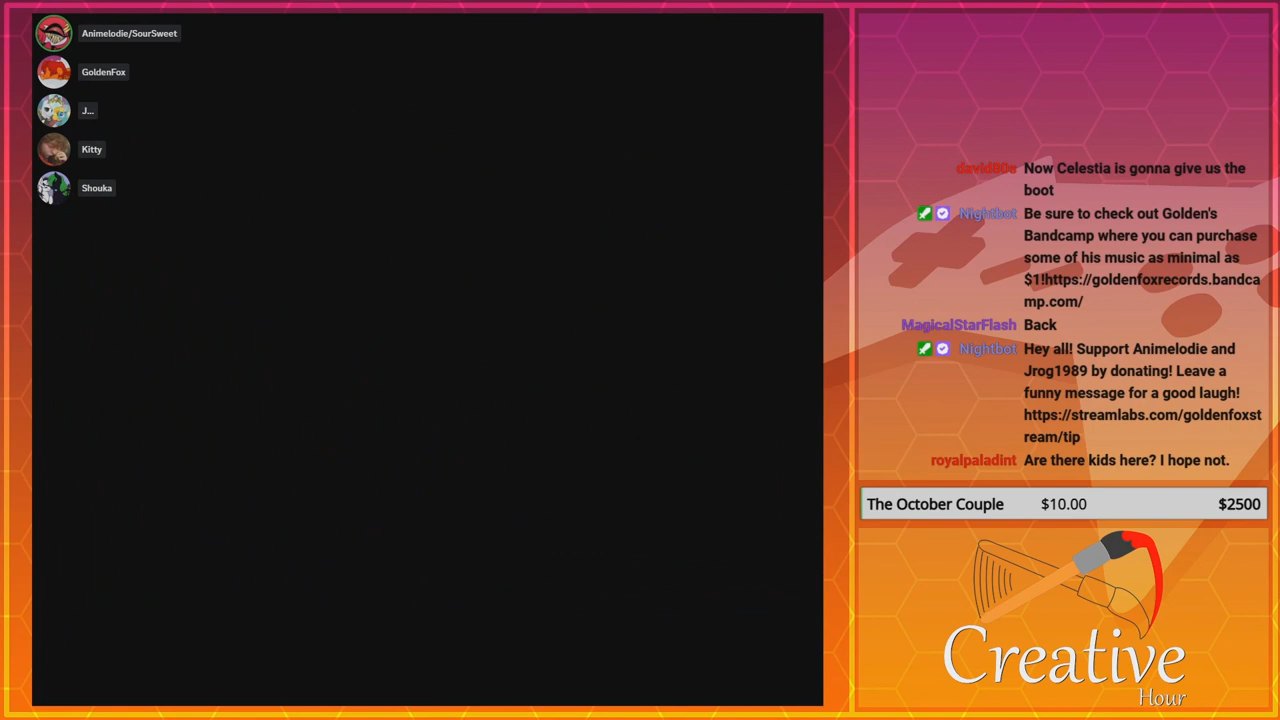 Animelodie/SourSweet
GoldenFox
J...
Kitty
Shouka
david80s Now Celestia is gonna give us the
boot
Nightbot Be sure to check out Golden's
Bandcamp where you can purchase
some of his music as minimal as
$1!https://goldenfoxrecords.bandca
mp.com/
MagicalStarFlash Back
Nightbot Hey all! Support Animelodie and
Jrog1989 by donating! Leave a
funny message for a good laugh!
https://streamlabs.com/goldenfoxst
ream/tip
royalpaladint Are there kids here? I hope not.
The October Couple $10.00 $2500
Creative
Hour